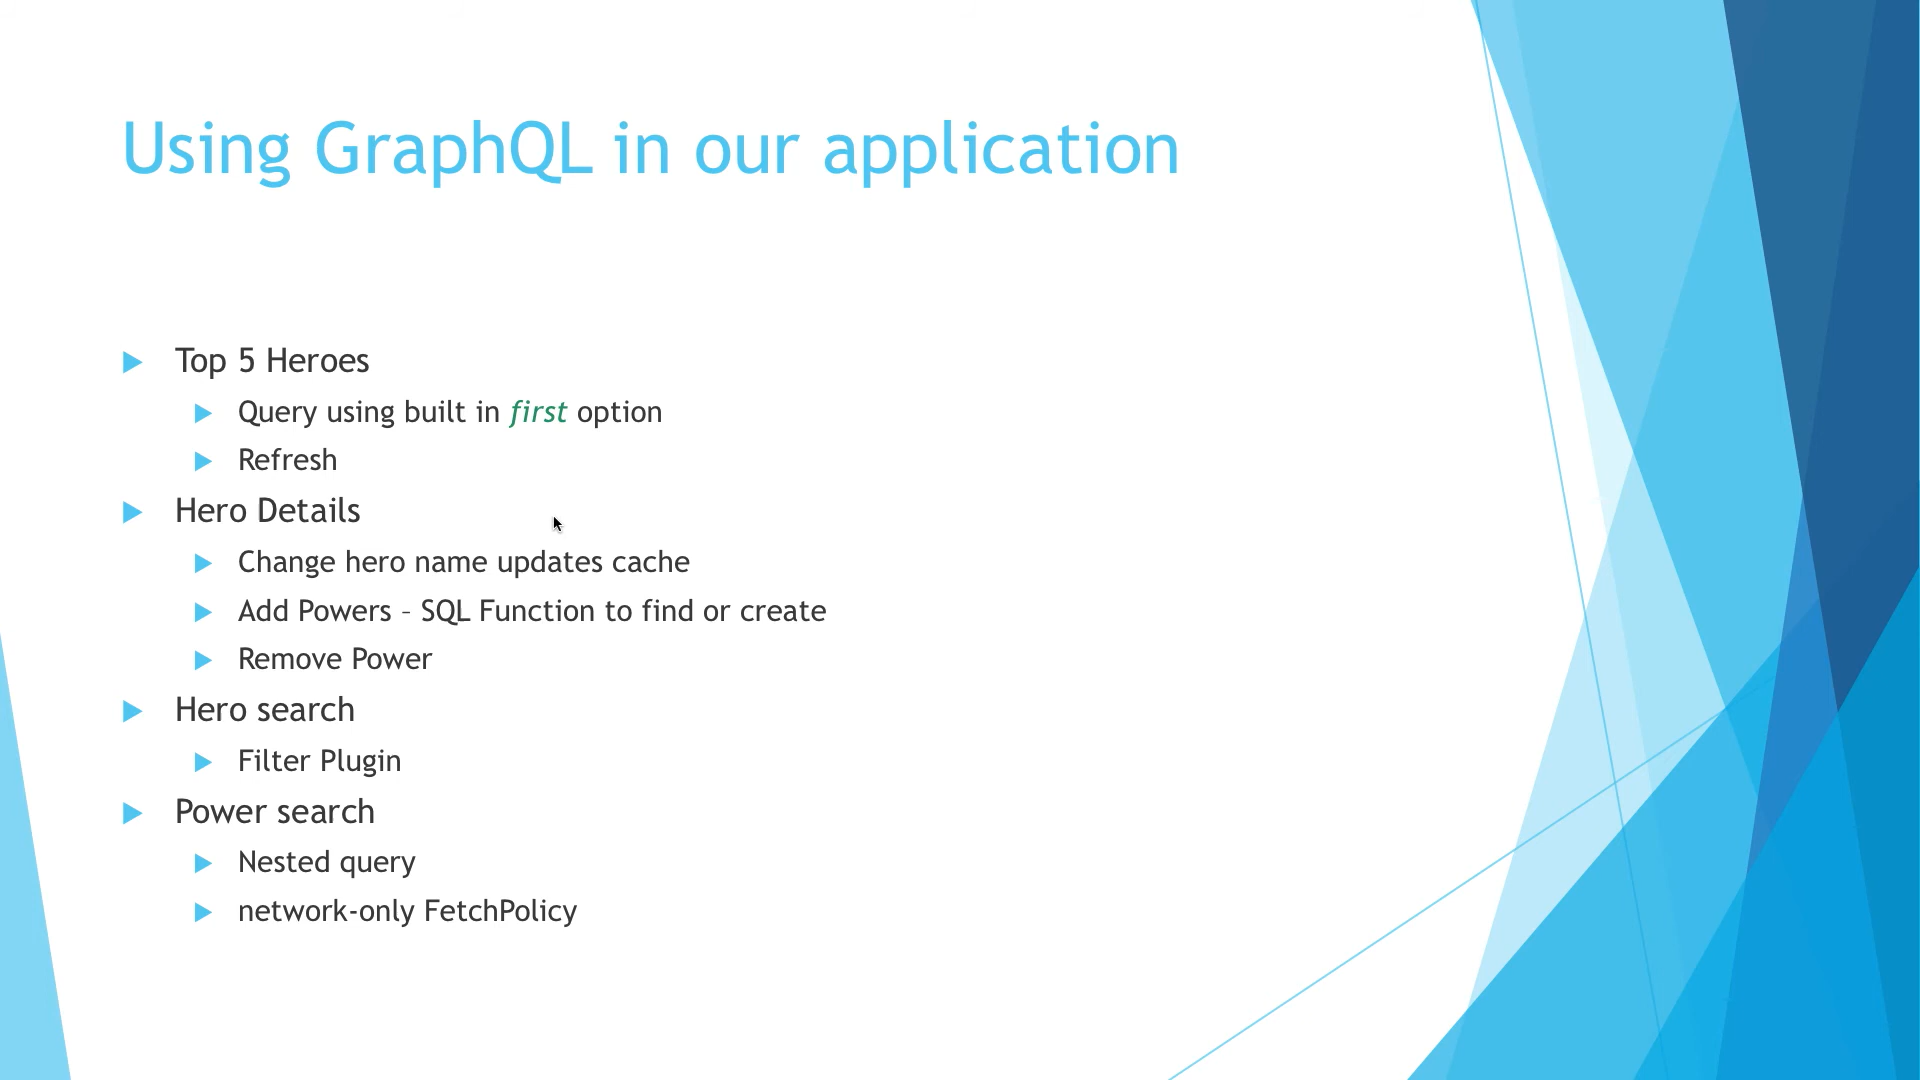 Using GraphQL in our application
Top 5 Heroes
Query using built in first option
Refresh
Hero Details
Change hero name updates cache
Add Powers – SQL Function to find or create
Remove Power
Hero search
Filter Plugin
Power search
Nested query
network-only FetchPolicy